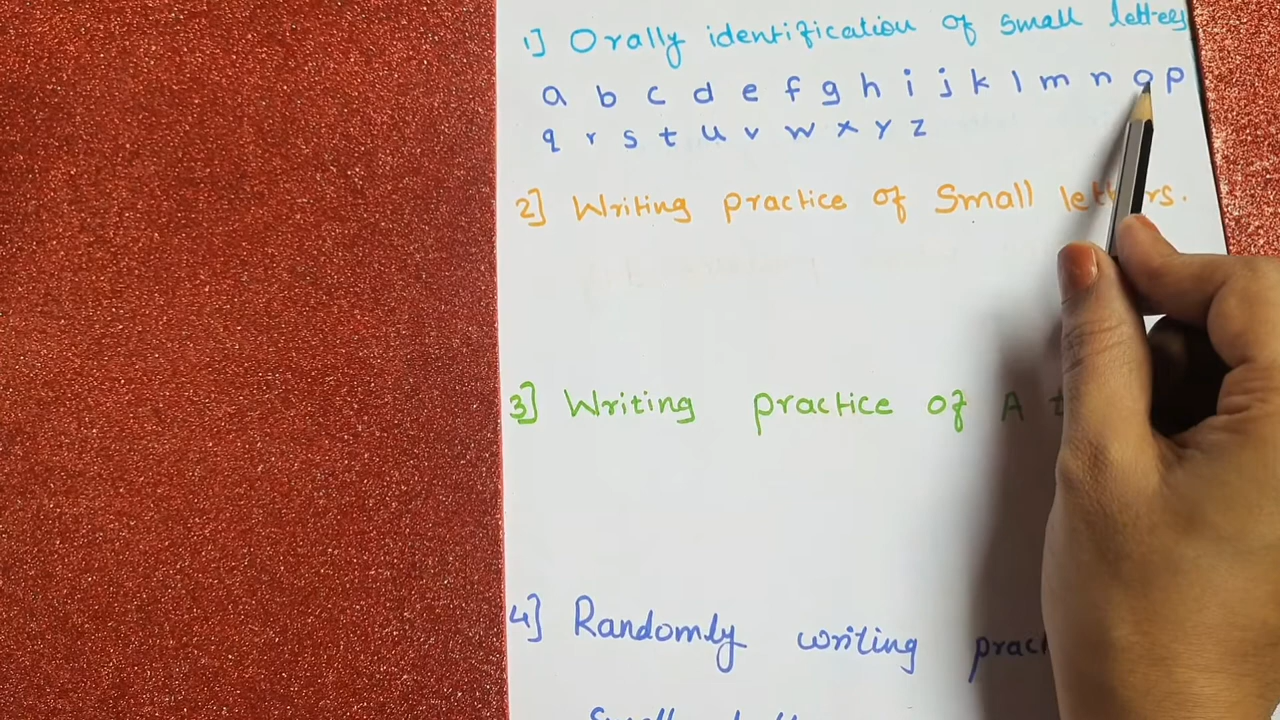 1] Orally identification of small letters
a b c d e f g h i j k l m n o p
q r s t u v w x y z
2] Writing practice of Small letters.
3] Writing practice of A
4] Randomly writing